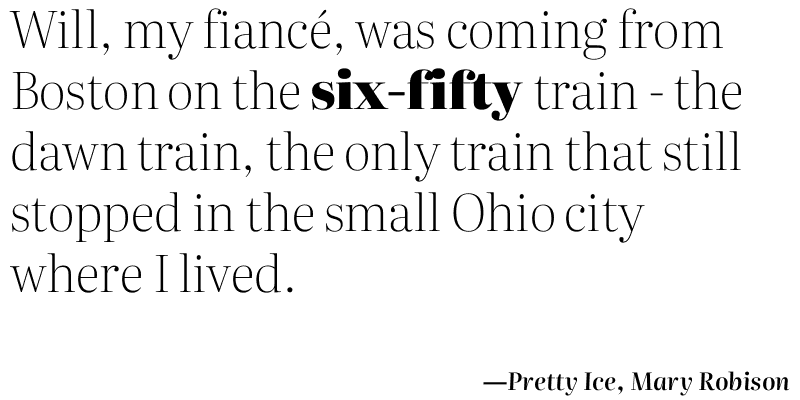 Will, my fiancé, was coming from
Boston on the six-fifty train - the
dawn train, the only train that still
stopped in the small Ohio city
where I lived.
—Pretty Ice, Mary Robison